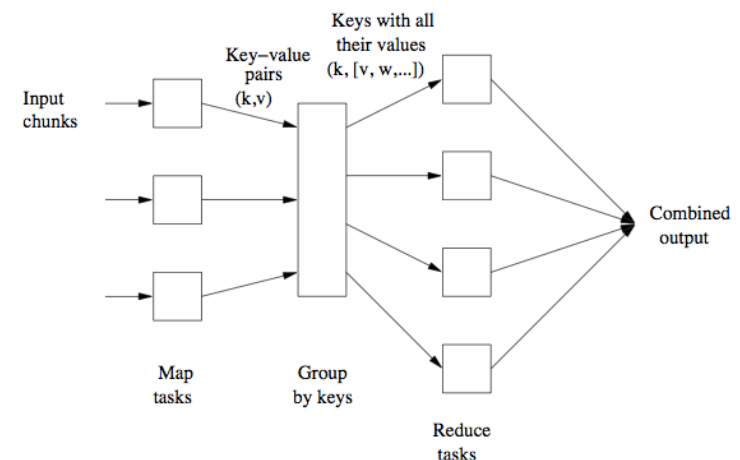 Keys with all
their values
(k, [v, w,...])
Key−value
pairs
(k,v)
Input
chunks
Combined
output
Map
tasks
Group
by keys
Reduce
tasks